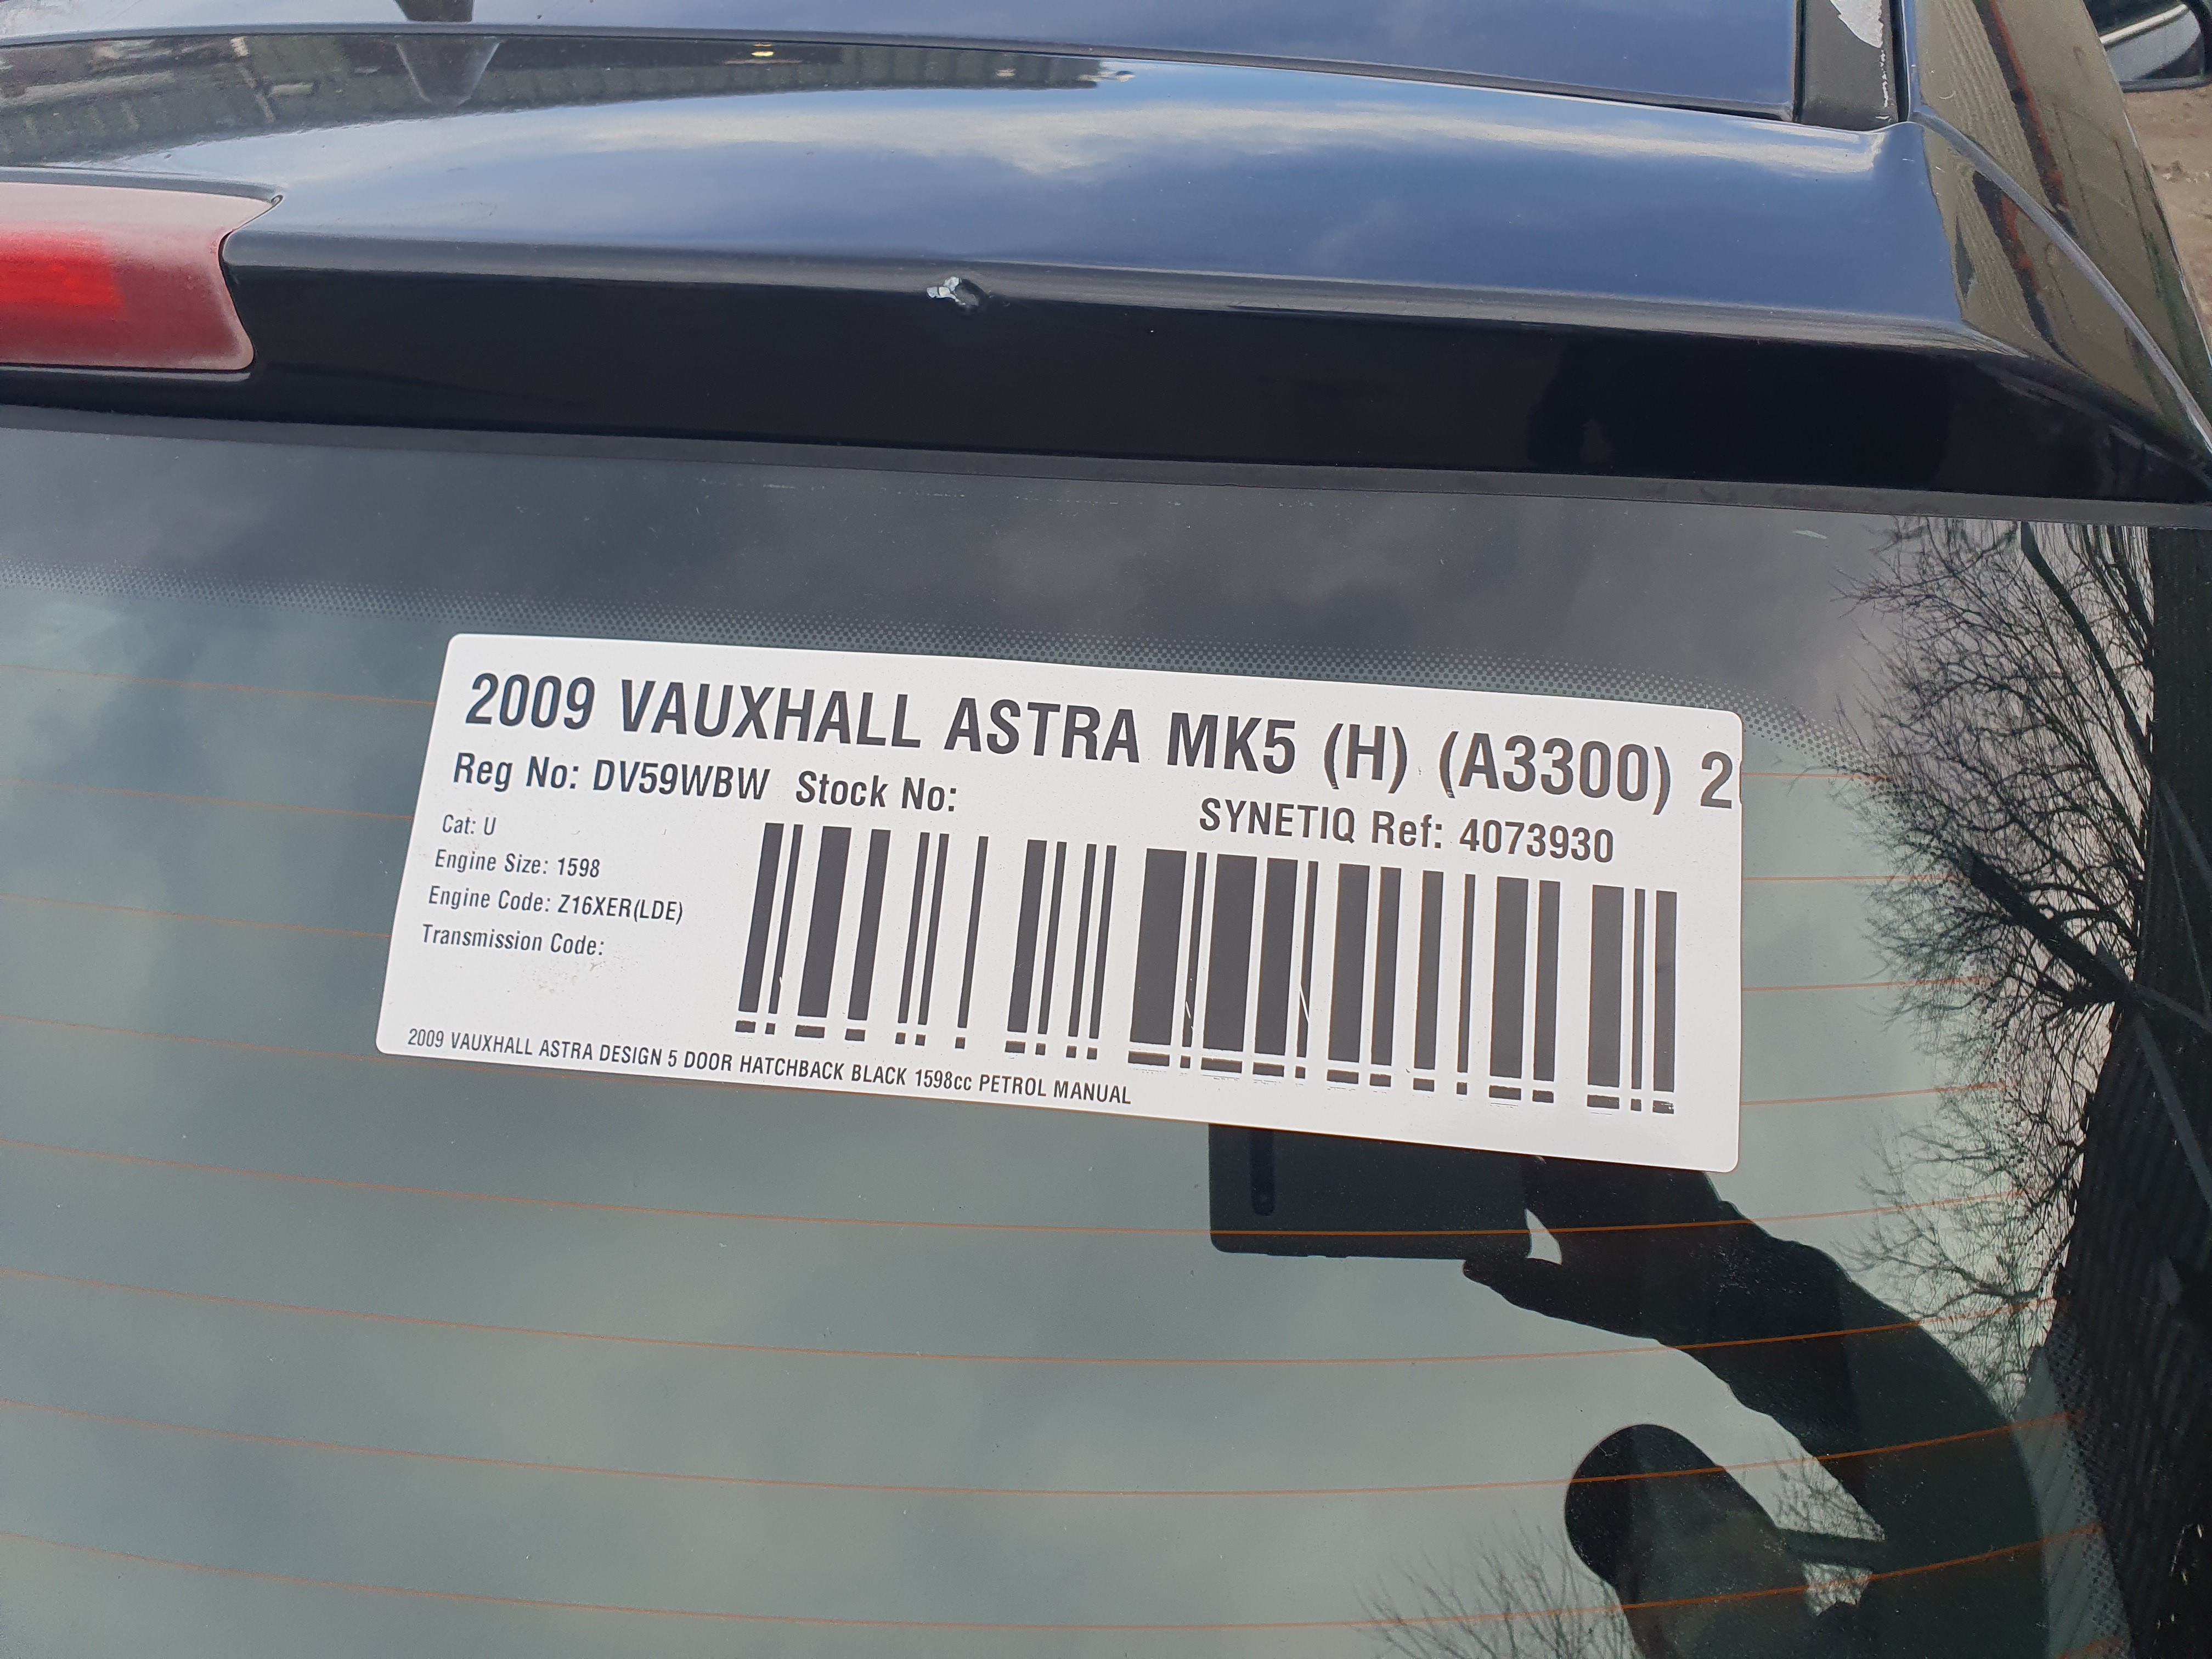 2009 VAUXHALL ASTRA MK5 (H) (A3300) 2
Reg No: DV59WBW Stock No:
SYNETIQ Ref: 4073930
Cat: U
Engine Size: 1598
Engine Code: Z16XER(LDE)
Transmission Code:
2009 VAUXHALL ASTRA DESIGN 5 DOOR HATCHBACK BLACK 1598cc PETROL MANUAL